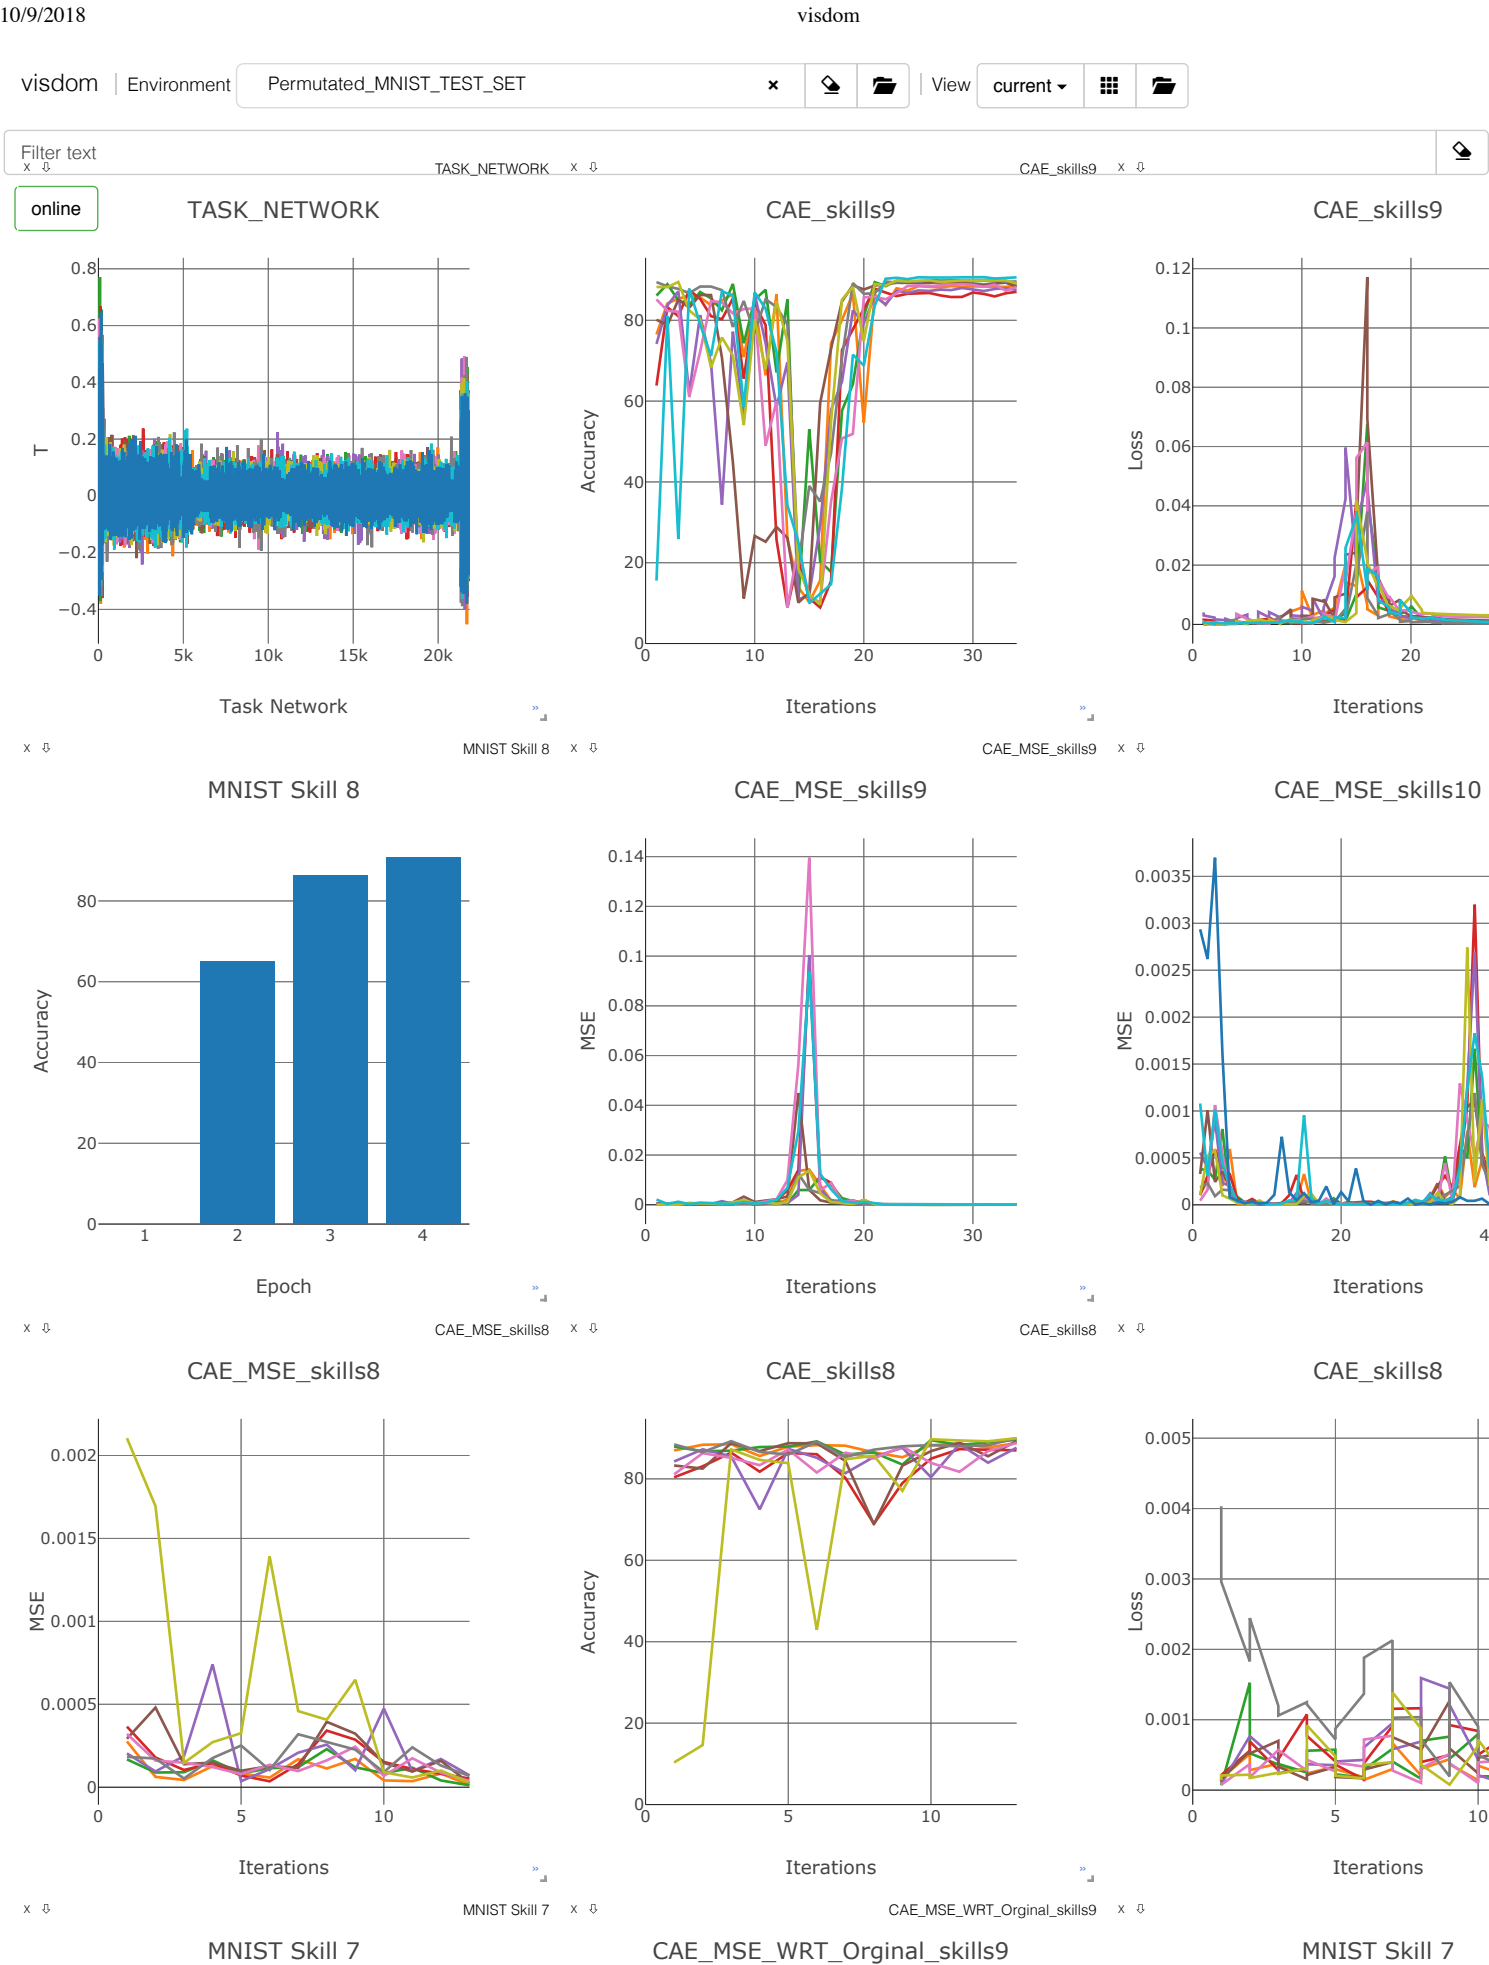 10/9/2018 visdom
visdom Environment Permutated_MNIST_TEST_SET × View current
Filter text
X TASK_NETWORK X CAE_skills9 X
online
TASK_NETWORK
0.8
0.6
0.4
0.2
0
−0.2
−0.4
T
0 5k 10k 15k 20k
Task Network
»
CAE_skills9
80
60
40
20
0
Accuracy
0 10 20 30
Iterations
»
CAE_skills9
0.12
0.1
0.08
0.06
0.04
0.02
0
Loss
0 10 20
Iterations
X MNIST Skill 8 X CAE_MSE_skills9 X
MNIST Skill 8
80
60
40
20
0
Accuracy
1 2 3 4
Epoch
»
CAE_MSE_skills9
0.14
0.12
0.1
0.08
0.06
0.04
0.02
0
MSE
0 10 20 30
Iterations
»
CAE_MSE_skills10
0.0035
0.003
0.0025
0.002
0.0015
0.001
0.0005
0
MSE
0 20 4
Iterations
X CAE_MSE_skills8 X CAE_skills8 X
CAE_MSE_skills8
0.002
0.0015
0.001
0.0005
0
MSE
0 5 10
Iterations
»
CAE_skills8
80
60
40
20
0
Accuracy
0 5 10
Iterations
»
CAE_skills8
0.005
0.004
0.003
0.002
0.001
0
Loss
0 5 10
Iterations
X MNIST Skill 7 X CAE_MSE_WRT_Orginal_skills9 X
MNIST Skill 7
CAE_MSE_WRT_Orginal_skills9
MNIST Skill 7